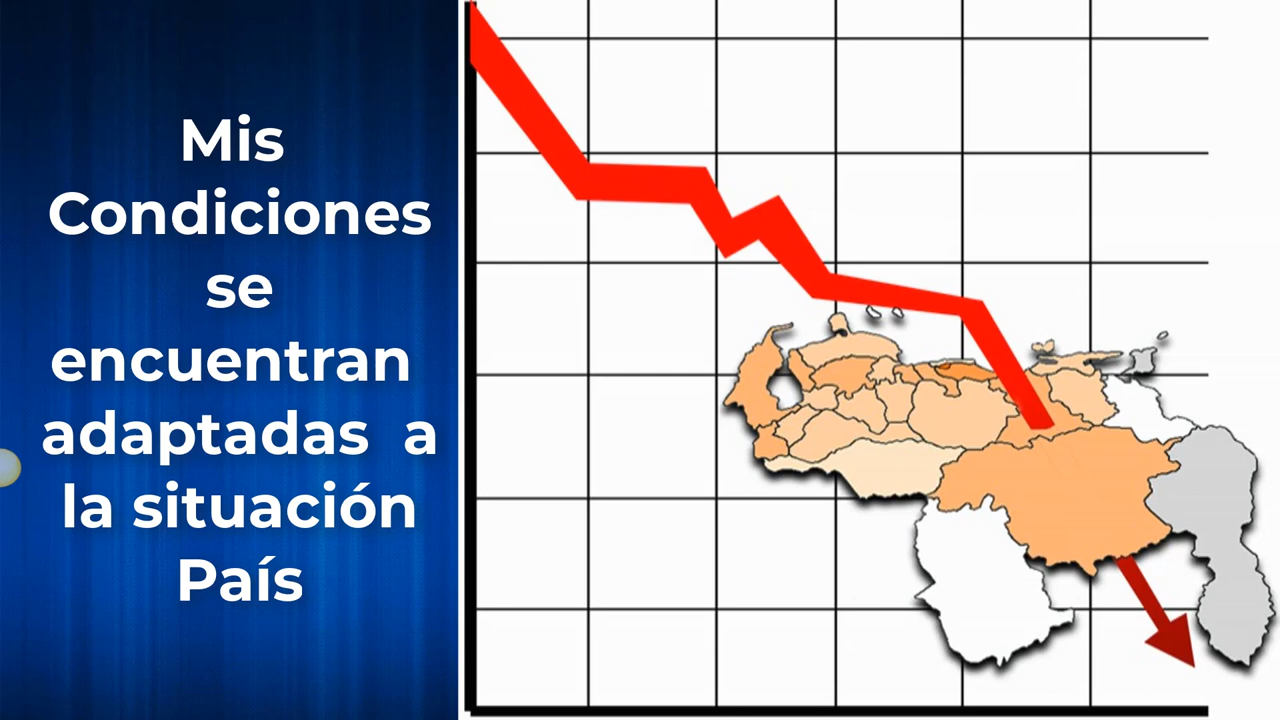 Mis
Condiciones
se
encuentran
adaptadas a
la situación
País